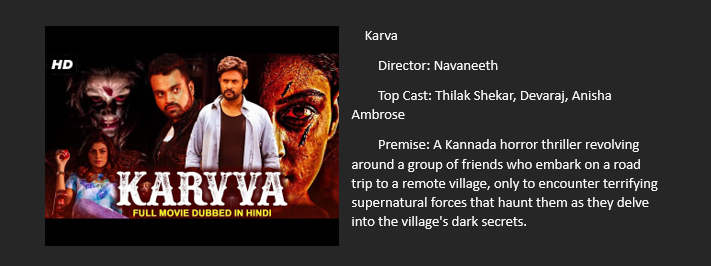 HD
KARVVA
FULL MOVIE DUBBED IN HINDI
Karva
Director: Navaneeth
Top Cast: Thilak Shekar, Devaraj, Anisha
Ambrose
Premise: A Kannada horror thriller revolving
around a group of friends who embark on a road
trip to a remote village, only to encounter terrifying
supernatural forces that haunt them as they delve
into the village's dark secrets.